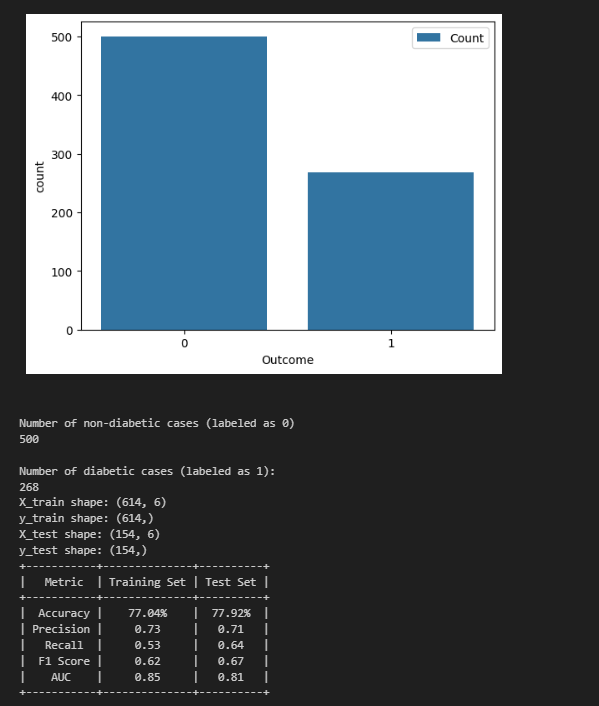 Count
500
400
300
200
100
0
count
0 1
Outcome
Number of non-diabetic cases (labeled as 0)
500
Number of diabetic cases (labeled as 1):
268
X_train shape: (614, 6)
y_train shape: (614,)
X_test shape: (154, 6)
y_test shape: (154,)
+-----------+--------------+----------+
| Metric | Training Set | Test Set |
+-----------+--------------+----------+
| Accuracy | 77.04% | 77.92% |
| Precision | 0.73 | 0.71 |
| Recall | 0.53 | 0.64 |
| F1 Score | 0.62 | 0.67 |
| AUC | 0.85 | 0.81 |
+-----------+--------------+----------+